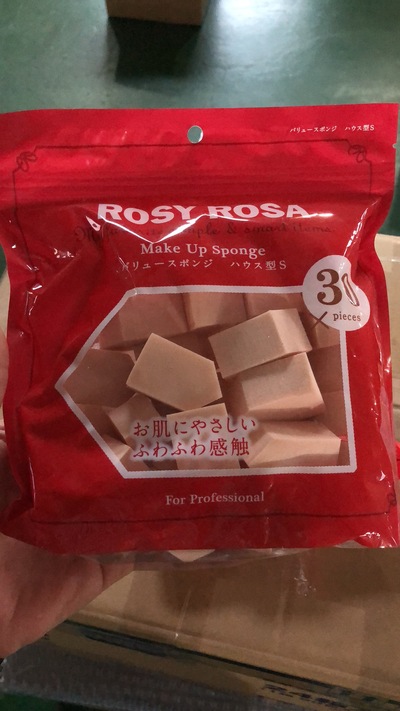 バリュースポンジ ハウス型S
ROSY ROSA
Make Up Sponge
バリュースポンジ ハウス型S
30
pieces
お肌にやさしい
ふわふわ感触
For Professional